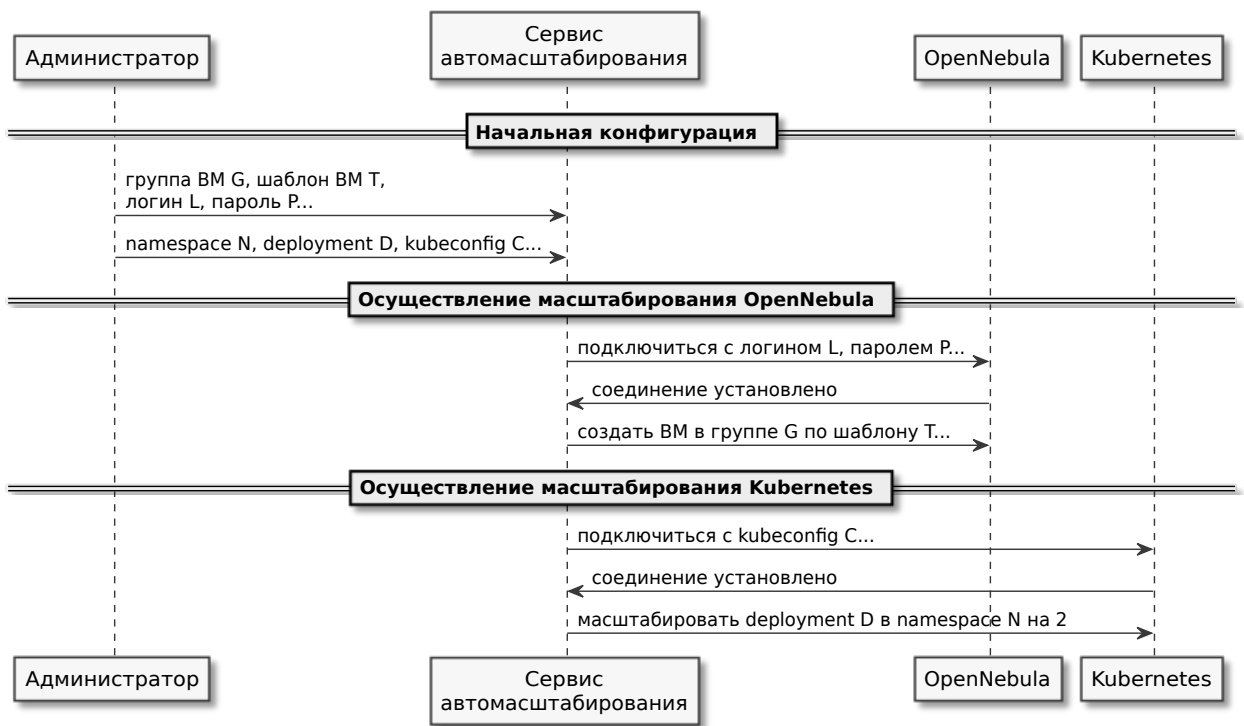 Администратор
Сервис
автомасштабирования
OpenNebula
Kubernetes
Начальная конфигурация
группа ВМ G, шаблон ВМ T,
логин L, пароль P...
namespace N, deployment D, kubeconfig C...
Осуществление масштабирования OpenNebula
подключиться с логином L, паролем P...
соединение установлено
создать ВМ в группе G по шаблону T...
Осуществление масштабирования Kubernetes
подключиться с kubeconfig C...
соединение установлено
масштабировать deployment D в namespace N на 2
Администратор
Сервис
автомасштабирования
OpenNebula
Kubernetes